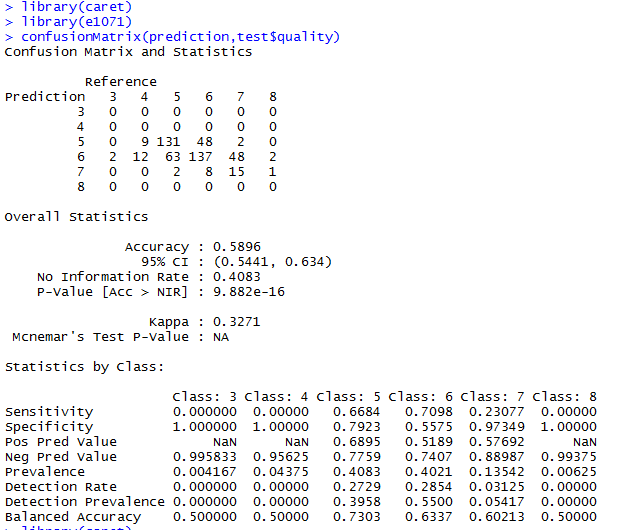 > library(caret)
> library(e1071)
> confusionMatrix(prediction,test$quality)
Confusion Matrix and Statistics
          Reference
Prediction   3   4   5   6   7   8
         3   0   0   0   0   0   0
         4   0   0   0   0   0   0
         5   0   9 131  48   2   0
         6   2  12  63 137  48   2
         7   0   0   2   8  15   1
         8   0   0   0   0   0   0
Overall Statistics
               Accuracy : 0.5896
                 95% CI : (0.5441, 0.634)
    No Information Rate : 0.4083
    P-Value [Acc > NIR] : 9.882e-16
                  Kappa : 0.3271
 Mcnemar's Test P-Value : NA
Statistics by Class:
                     Class: 3 Class: 4 Class: 5 Class: 6 Class: 7 Class: 8
Sensitivity          0.000000  0.00000   0.6684   0.7098  0.23077  0.00000
Specificity          1.000000  1.00000   0.7923   0.5575  0.97349  1.00000
Pos Pred Value            NaN      NaN   0.6895   0.5189  0.57692      NaN
Neg Pred Value       0.995833  0.95625   0.7759   0.7407  0.88987  0.99375
Prevalence           0.004167  0.04375   0.4083   0.4021  0.13542  0.00625
Detection Rate       0.000000  0.00000   0.2729   0.2854  0.03125  0.00000
Detection Prevalence 0.000000  0.00000   0.3958   0.5500  0.05417  0.00000
Balanced Accuracy    0.500000  0.50000   0.7303   0.6337  0.60213  0.50000